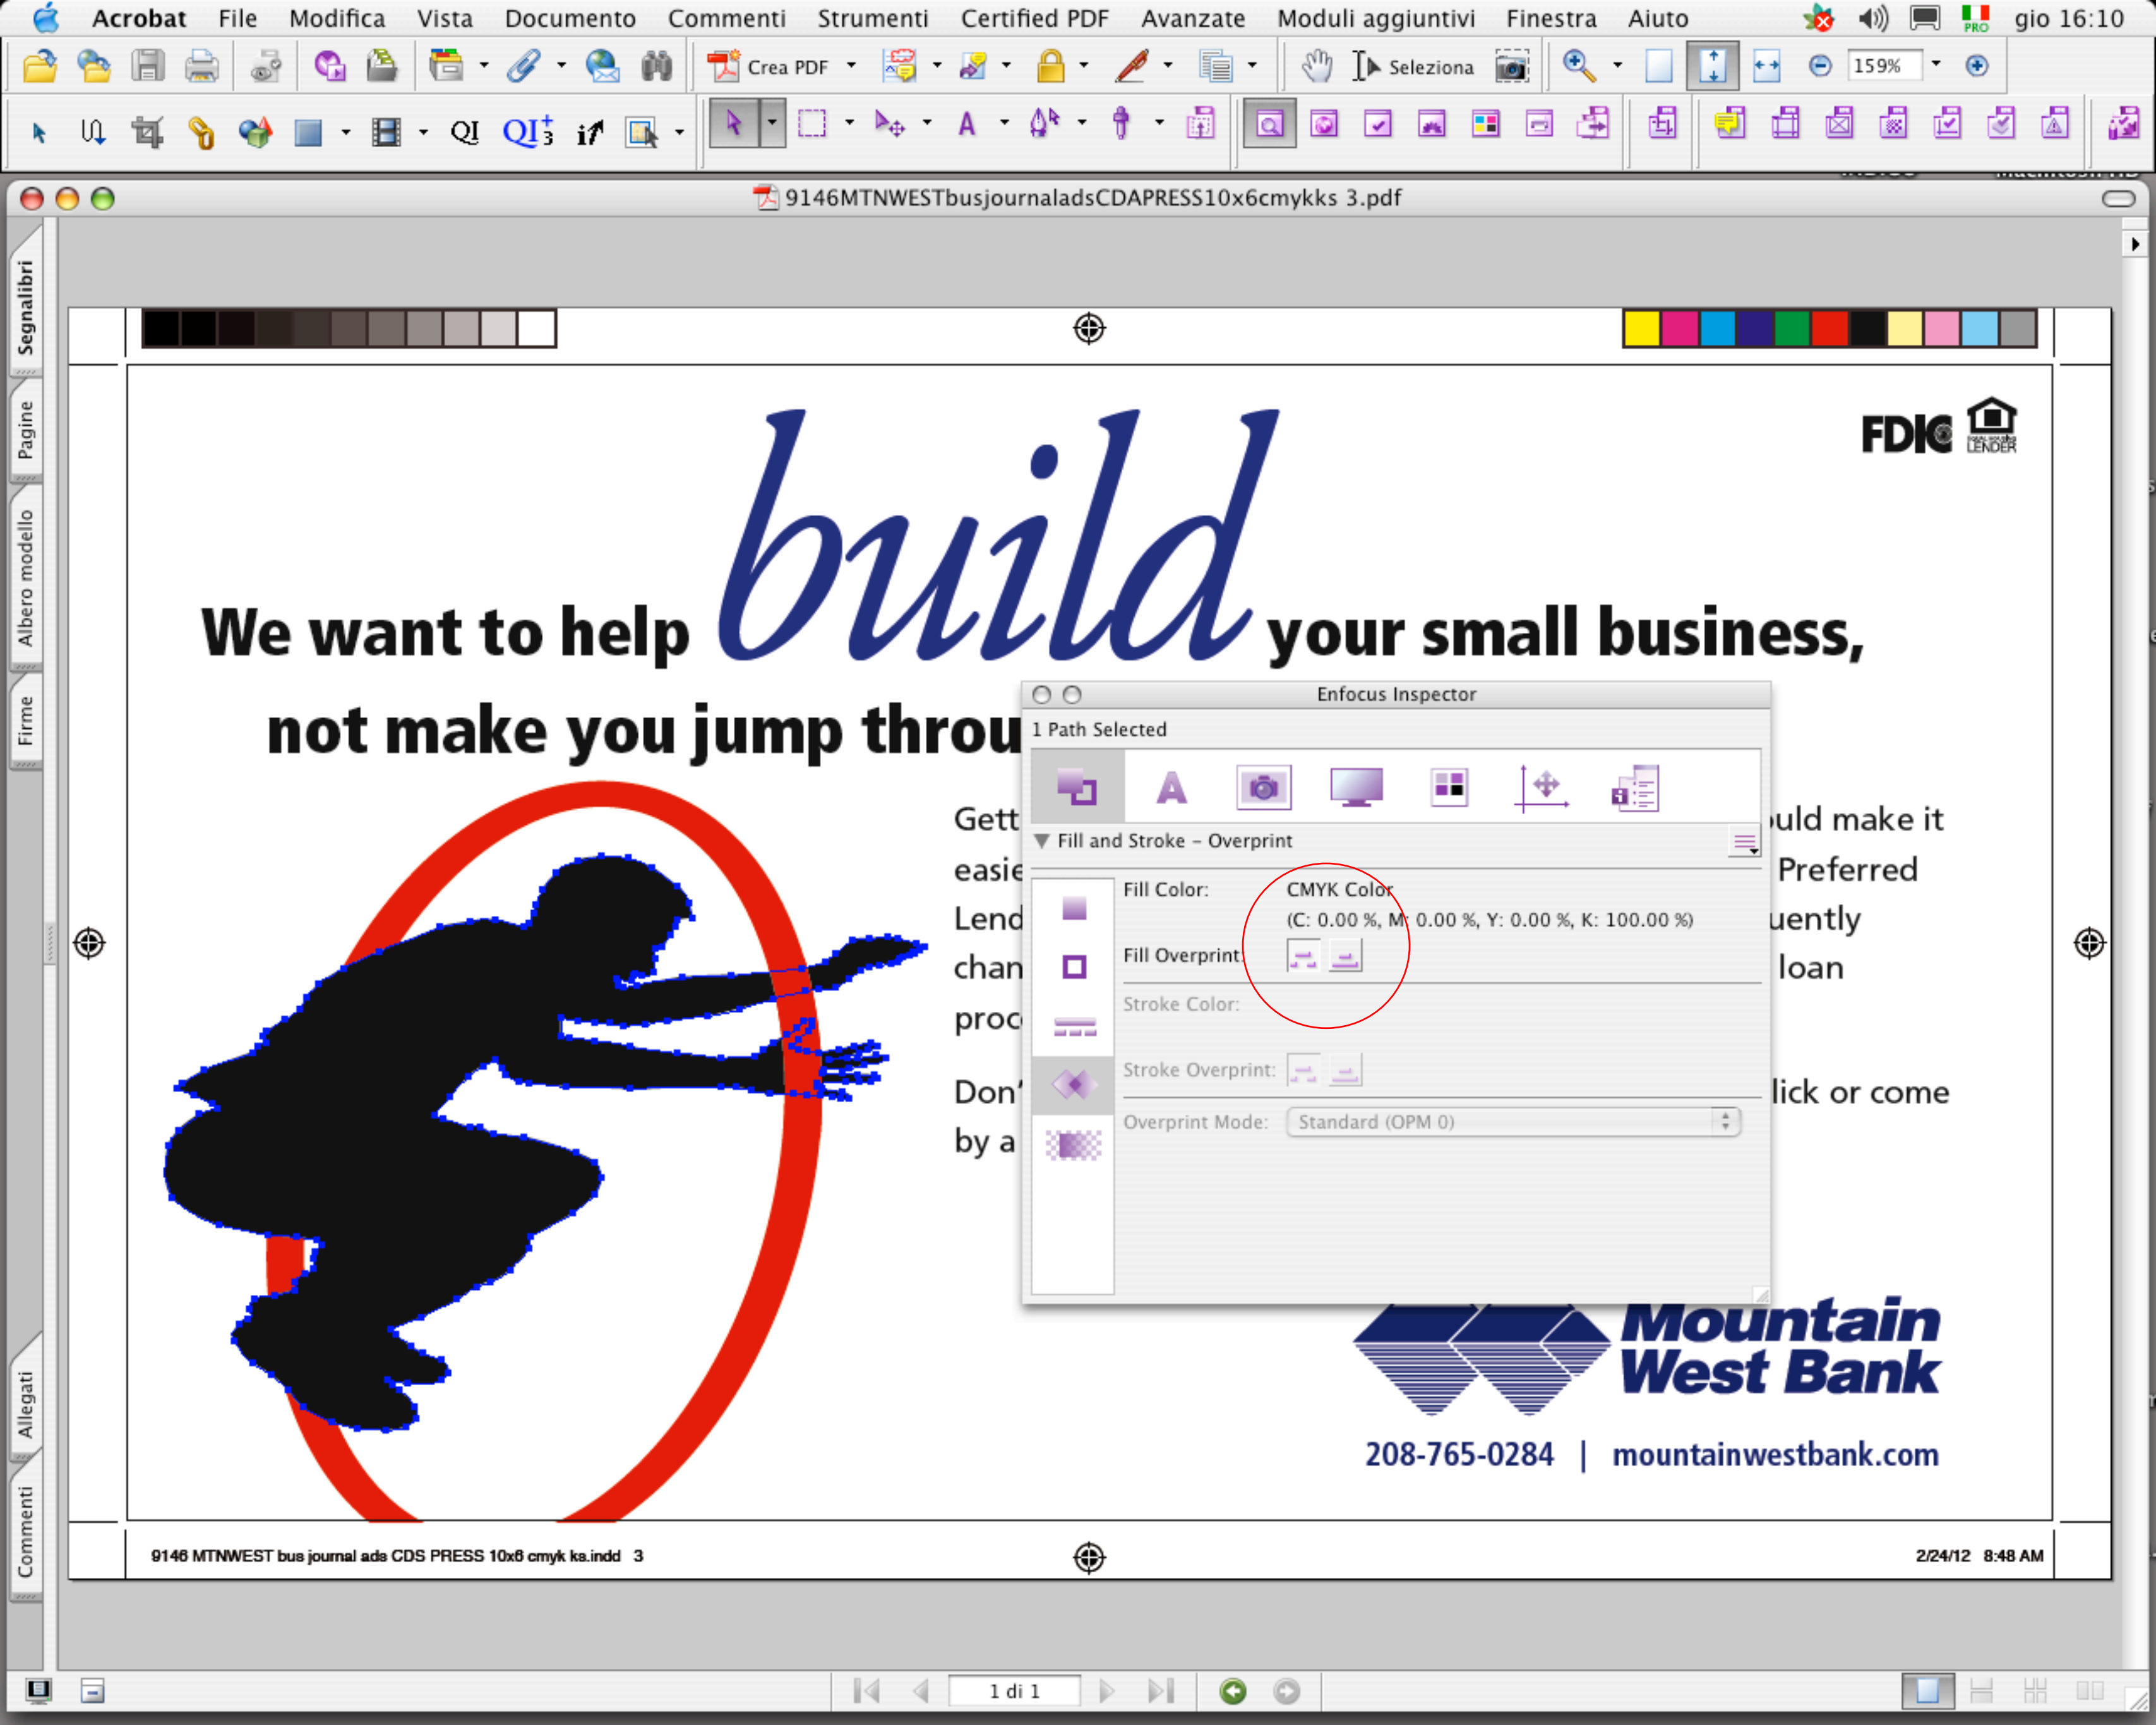 Acrobat File Modifica Vista Documento Commenti Strumenti Certified PDF Avanzate Moduli aggiuntivi Finestra Aiuto PRO gio 16:10
Crea PDF Seleziona 159%
QI QI+3
9146MTNWESTbusjournaladsCDAPRESS10x6cmykks 3.pdf
Segnalibri
Pagine
Albero modello
Firme
Allegati
Commenti
FDIC
LENDER
We want to help build your small business,
not make you jump throu
Enfocus Inspector
1 Path Selected
Fill and Stroke – Overprint
Fill Color: CMYK Color
(C: 0.00 %, M: 0.00 %, Y: 0.00 %, K: 100.00 %)
Fill Overprint:
Stroke Color:
Stroke Overprint:
Overprint Mode: Standard (OPM 0)
Gett uld make it
easie Preferred
Lend uently
chan loan
proc
Don' lick or come
by a
Mountain
West Bank
208-765-0284 | mountainwestbank.com
9146 MTNWEST bus journal ads CDS PRESS 10x6 cmyk ks.indd 3 2/24/12 8:48 AM
1 di 1